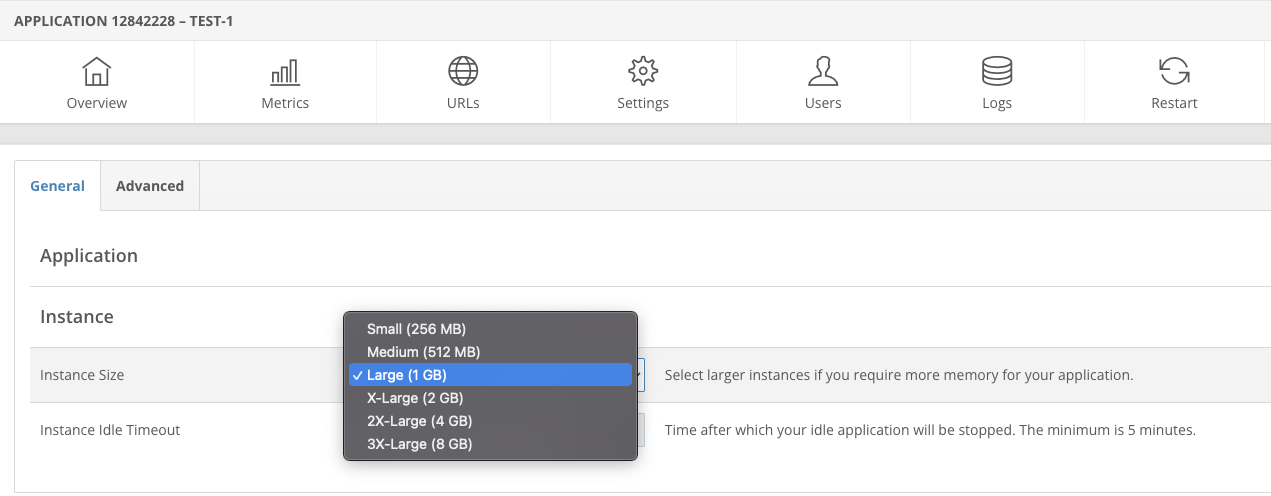 APPLICATION 12842228 – TEST-1
Overview
Metrics
URLs
Settings
Users
Logs
Restart
General
Advanced
Application
Instance
Small (256 MB)
Medium (512 MB)
Instance Size
✓ Large (1 GB)
Select larger instances if you require more memory for your application.
X-Large (2 GB)
2X-Large (4 GB)
Instance Idle Timeout
Time after which your idle application will be stopped. The minimum is 5 minutes.
3X-Large (8 GB)